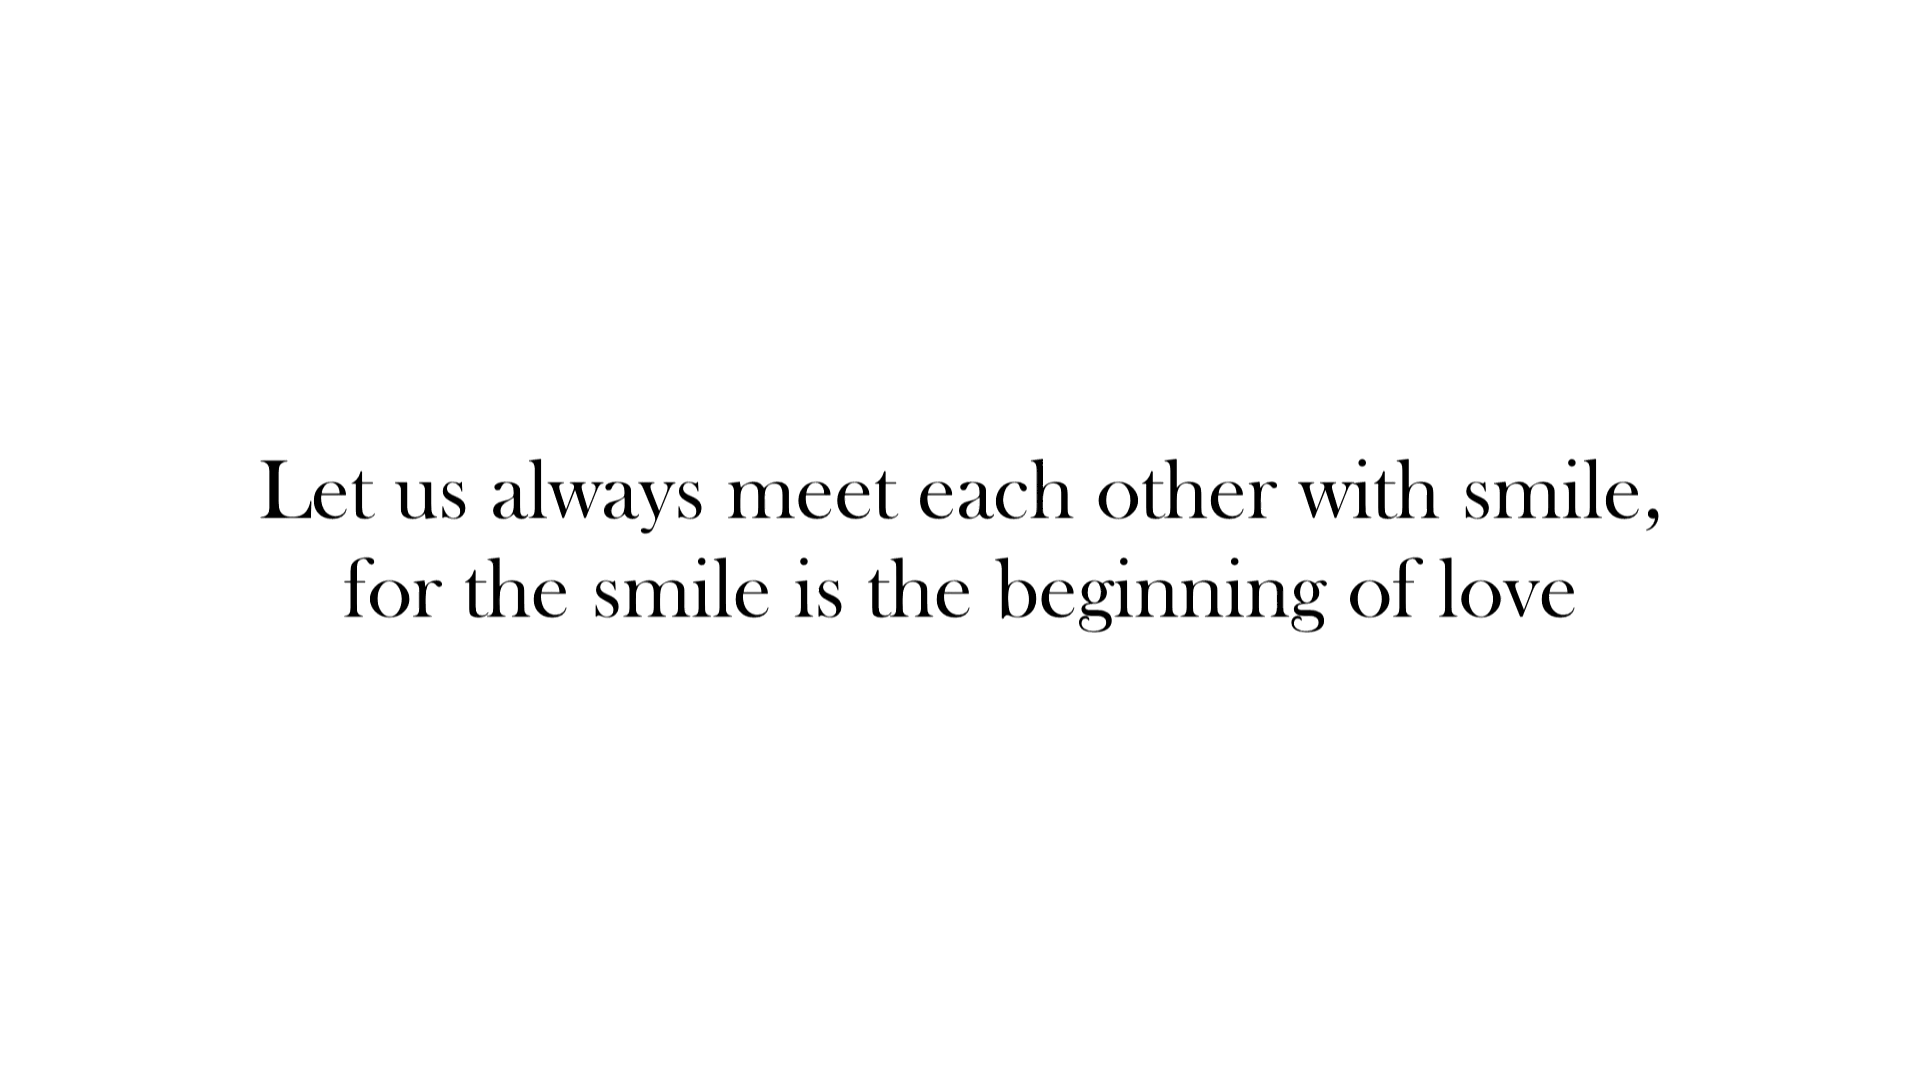 Let us always meet each other with smile,
for the smile is the beginning of love